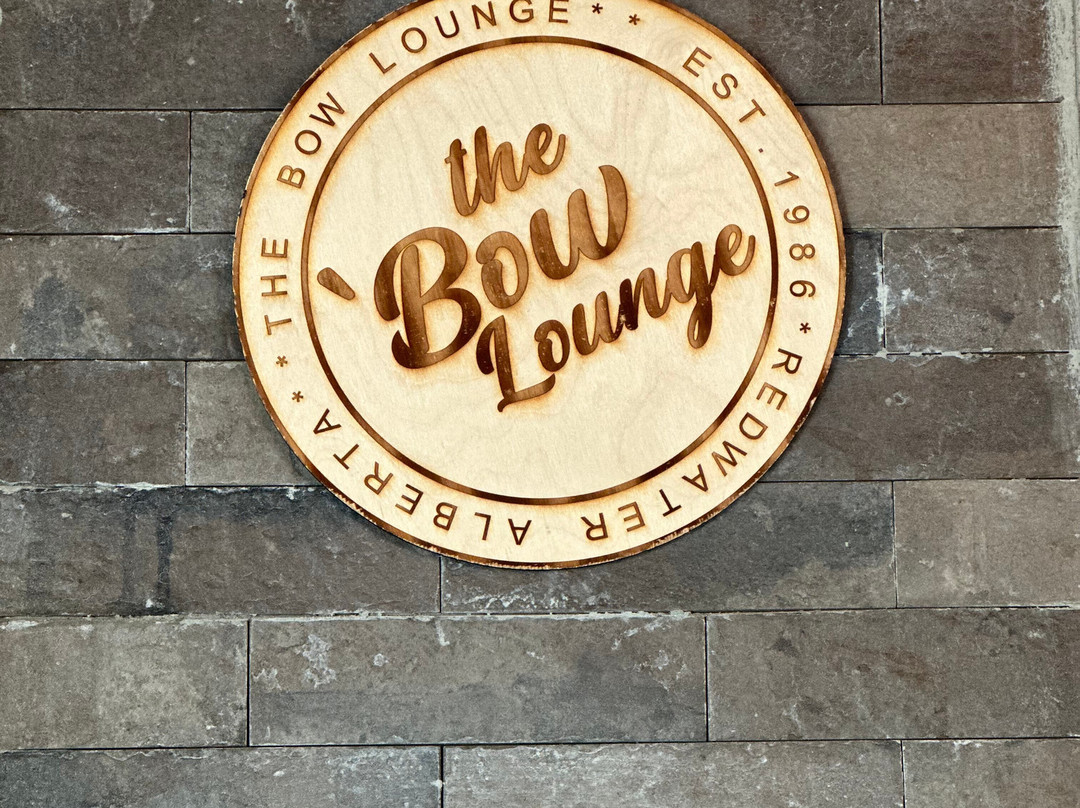 THE BOW LOUNGE** EST. 1986*REDWATER ALBERTA**
the
'Bow
Lounge